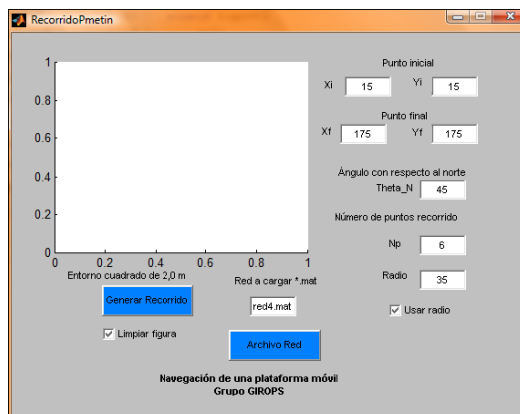 RecorridoPmetin
Punto inicial
Xi 15 Yi 15
Punto final
Xf 175 Yf 175
Ángulo con respecto al norte
Theta_N 45
Número de puntos recorrido
Np 6
Radio 35
Usar radio
1
0.8
0.6
0.4
0.2
0
0 0.2 0.4 0.6 0.8 1
Entorno cuadrado de 2,0 m
Red a cargar *.mat
Generar Recorrido
red4.mat
Limpiar figura
Archivo Red
Navegación de una plataforma móvil
Grupo GIROPS